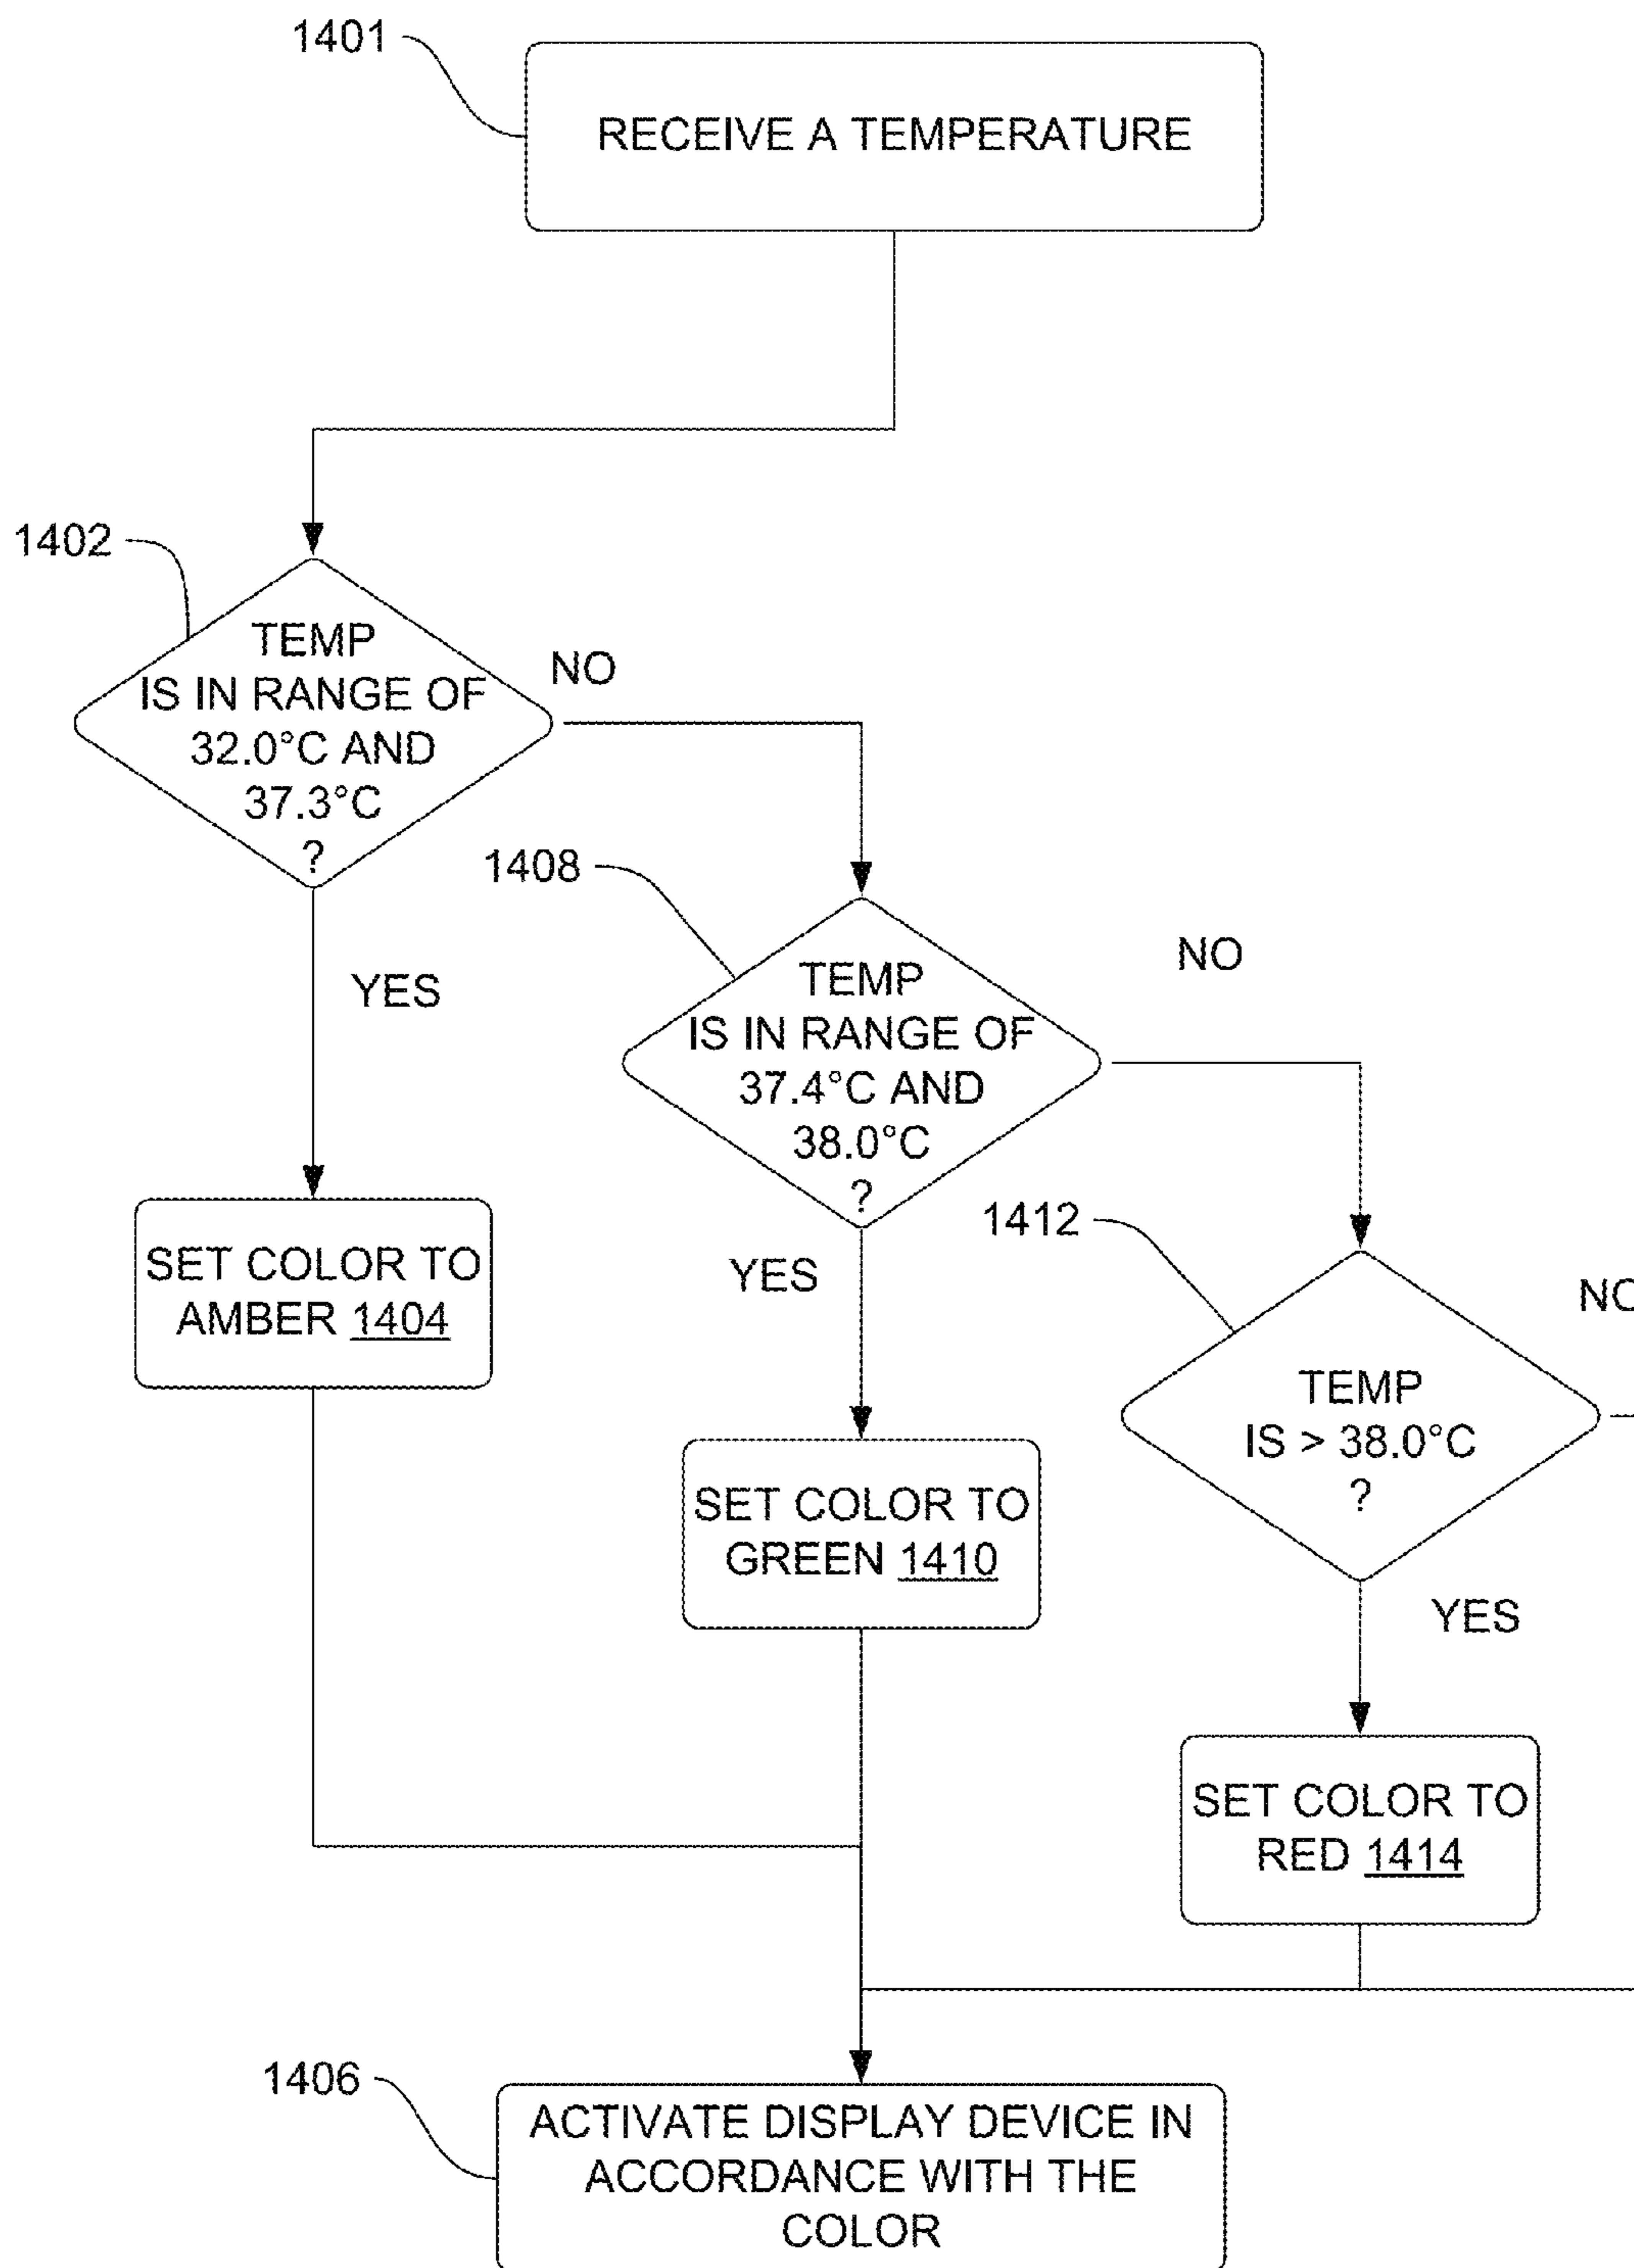 1401
RECEIVE A TEMPERATURE
1402
TEMP
IS IN RANGE OF
32.0°C AND
37.3°C
?
NO
YES
1408
TEMP
IS IN RANGE OF
37.4°C AND
38.0°C
?
NO
YES
SET COLOR TO
AMBER 1404
1412
TEMP
IS > 38.0°C
?
NO
YES
SET COLOR TO
GREEN 1410
SET COLOR TO
RED 1414
1406
ACTIVATE DISPLAY DEVICE IN
ACCORDANCE WITH THE
COLOR